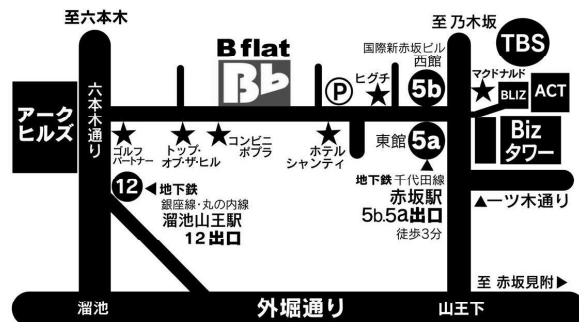 至六本木
至乃木坂
TBS
国際新赤坂ビル
西館
B flat
Bb
P
ヒグチ
5b
マクドナルド
BLIZ
ACT
六本木通り
アーク
ヒルズ
ゴルフ
パートナー
トップ・
オブ・ザ・ヒル
コンビニ
ポプラ
ホテル
シャンティ
東館
5a
Biz
タワー
12
◀地下鉄
銀座線・丸の内線
溜池山王駅
12出口
地下鉄 千代田線
赤坂駅
5b.5a出口
徒歩3分
▲一ツ木通り
至 赤坂見附▶
溜池
外堀通り
山王下